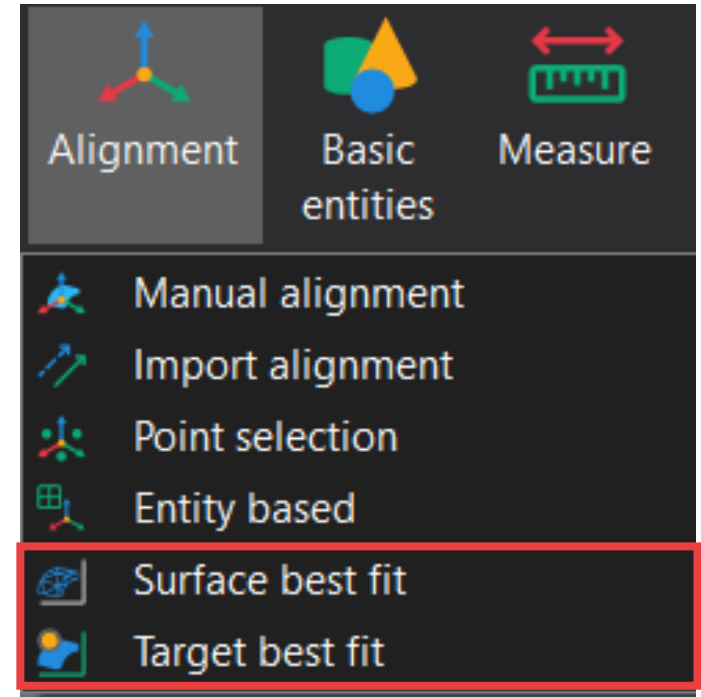 Alignment
Basic
entities
Measure
Manual alignment
Import alignment
Point selection
Entity based
Surface best fit
Target best fit